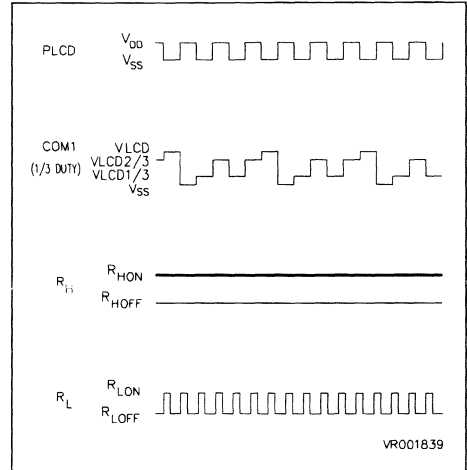 PLCD
VDD
VSS
COM1
(1/3 DUTY)
VLCD
VLCD2/3
VLCD1/3
VSS
RH
RHON
RHOFF
RL
RLON
RLOFF
VR001839